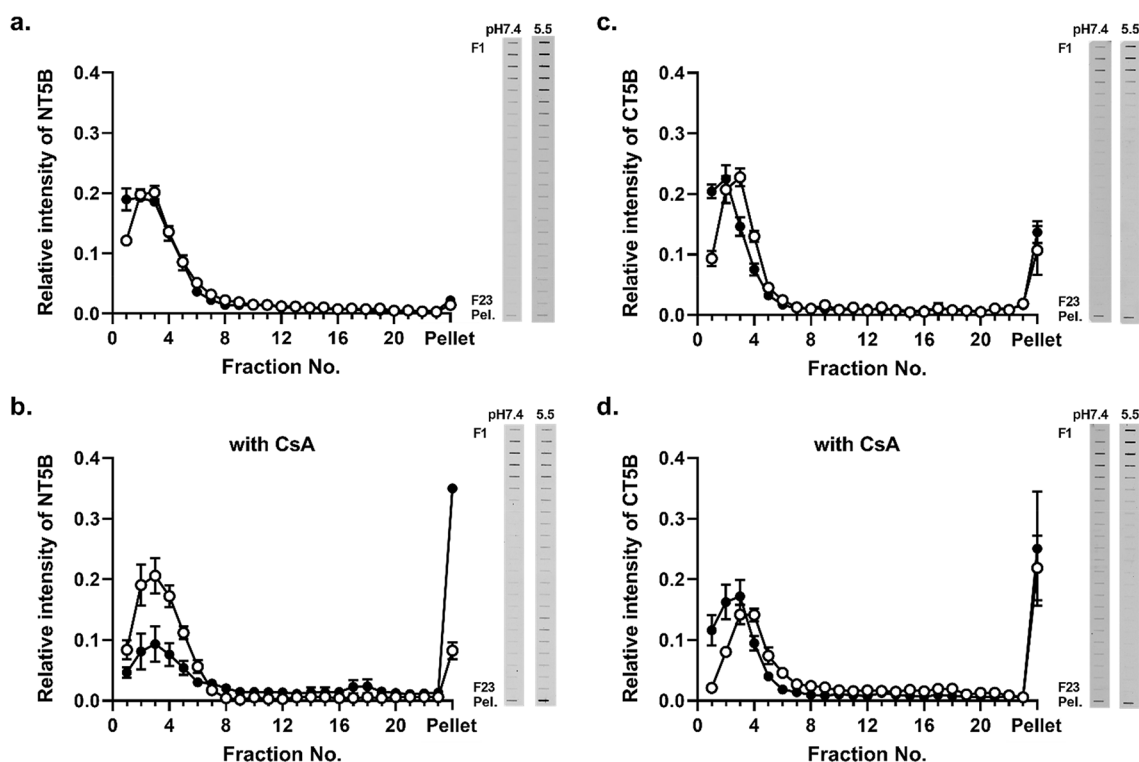 a.
pH7.4 5.5
F1
Relative intensity of NT5B
0.4
0.3
0.2
0.1
0.0
0 4 8 12 16 20 Pellet
Fraction No.
F23
Pel.
c.
pH7.4 5.5
F1
Relative intensity of CT5B
0.4
0.3
0.2
0.1
0.0
0 4 8 12 16 20 Pellet
Fraction No.
F23
Pel.
b.
pH7.4 5.5
F1
with CsA
Relative intensity of NT5B
0.4
0.3
0.2
0.1
0.0
0 4 8 12 16 20 Pellet
Fraction No.
F23
Pel.
d.
pH7.4 5.5
F1
with CsA
Relative intensity of CT5B
0.4
0.3
0.2
0.1
0.0
0 4 8 12 16 20 Pellet
Fraction No.
F23
Pel.